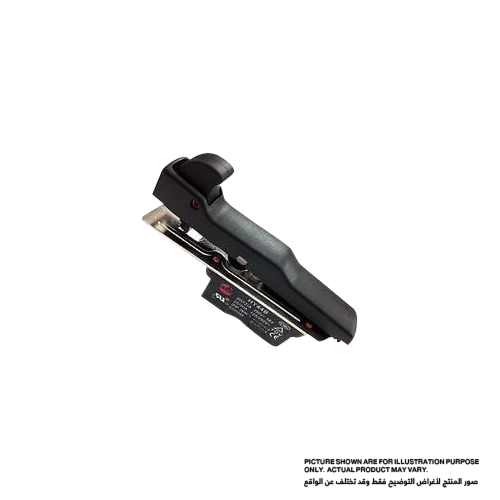 HY44B
PICTURE SHOWN ARE FOR ILLUSTRATION PURPOSE
ONLY. ACTUAL PRODUCT MAY VARY.
صور المنتج لأغراض التوضيح فقط وقد تختلف عن الواقع